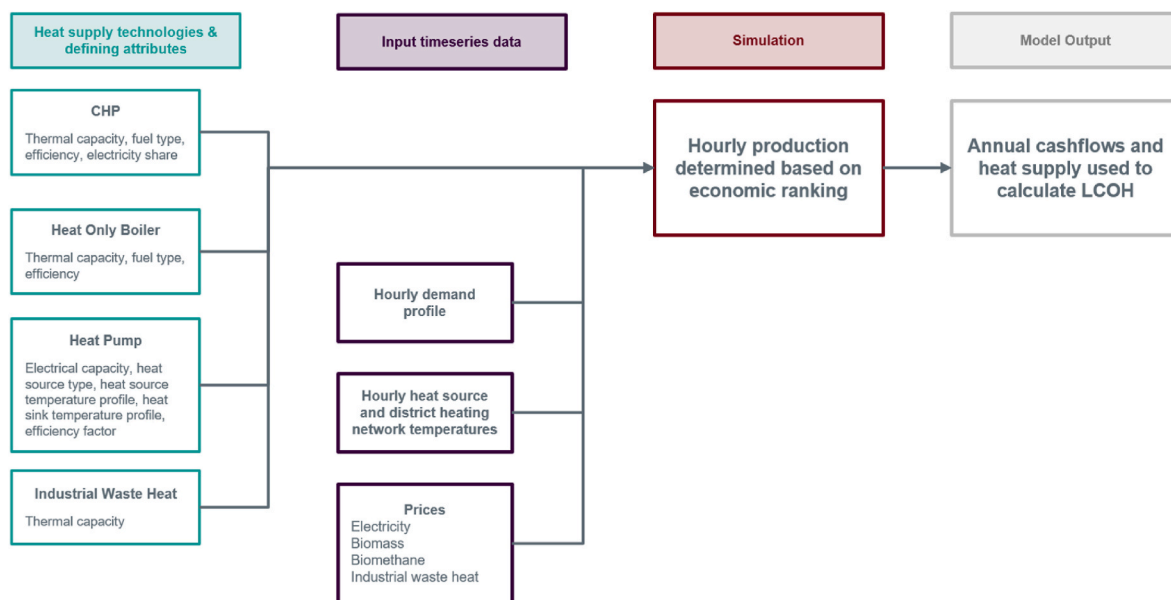 Heat supply technologies &
defining attributes
Input timeseries data
Simulation
Model Output
CHP
Thermal capacity, fuel type,
efficiency, electricity share
Heat Only Boiler
Thermal capacity, fuel type,
efficiency
Heat Pump
Electrical capacity, heat
source type, heat source
temperature profile, heat
sink temperature profile,
efficiency factor
Industrial Waste Heat
Thermal capacity
Hourly demand
profile
Hourly heat source
and district heating
network temperatures
Prices
Electricity
Biomass
Biomethane
Industrial waste heat
Hourly production
determined based on
economic ranking
Annual cashflows and
heat supply used to
calculate LCOH